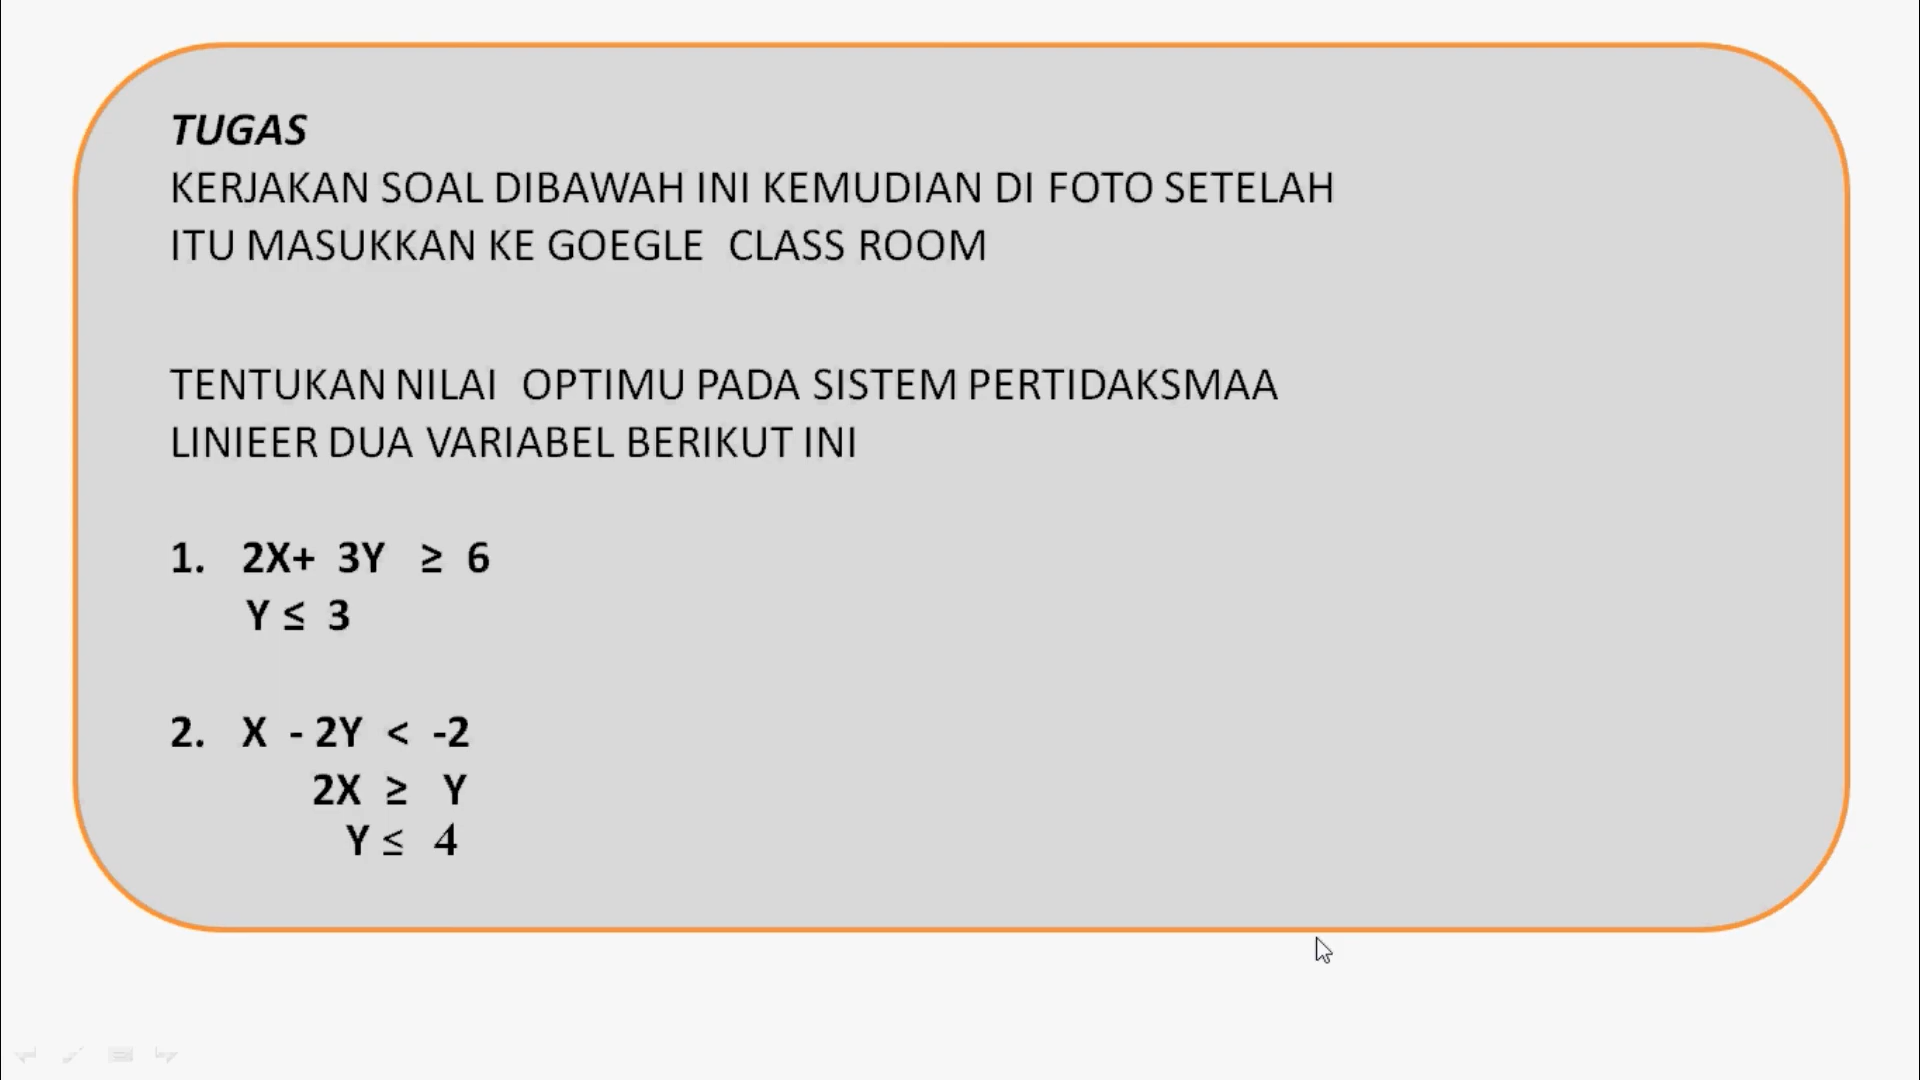 TUGAS
KERJAKAN SOAL DIBAWAH INI KEMUDIAN DI FOTO SETELAH
ITU MASUKKAN KE GOEGLE CLASS ROOM
TENTUKAN NILAI OPTIMU PADA SISTEM PERTIDAKSMAA
LINIEER DUA VARIABEL BERIKUT INI
1. 2X+ 3Y ≥ 6
Y ≤ 3
2. X - 2Y < -2
2X ≥ Y
Y ≤ 4